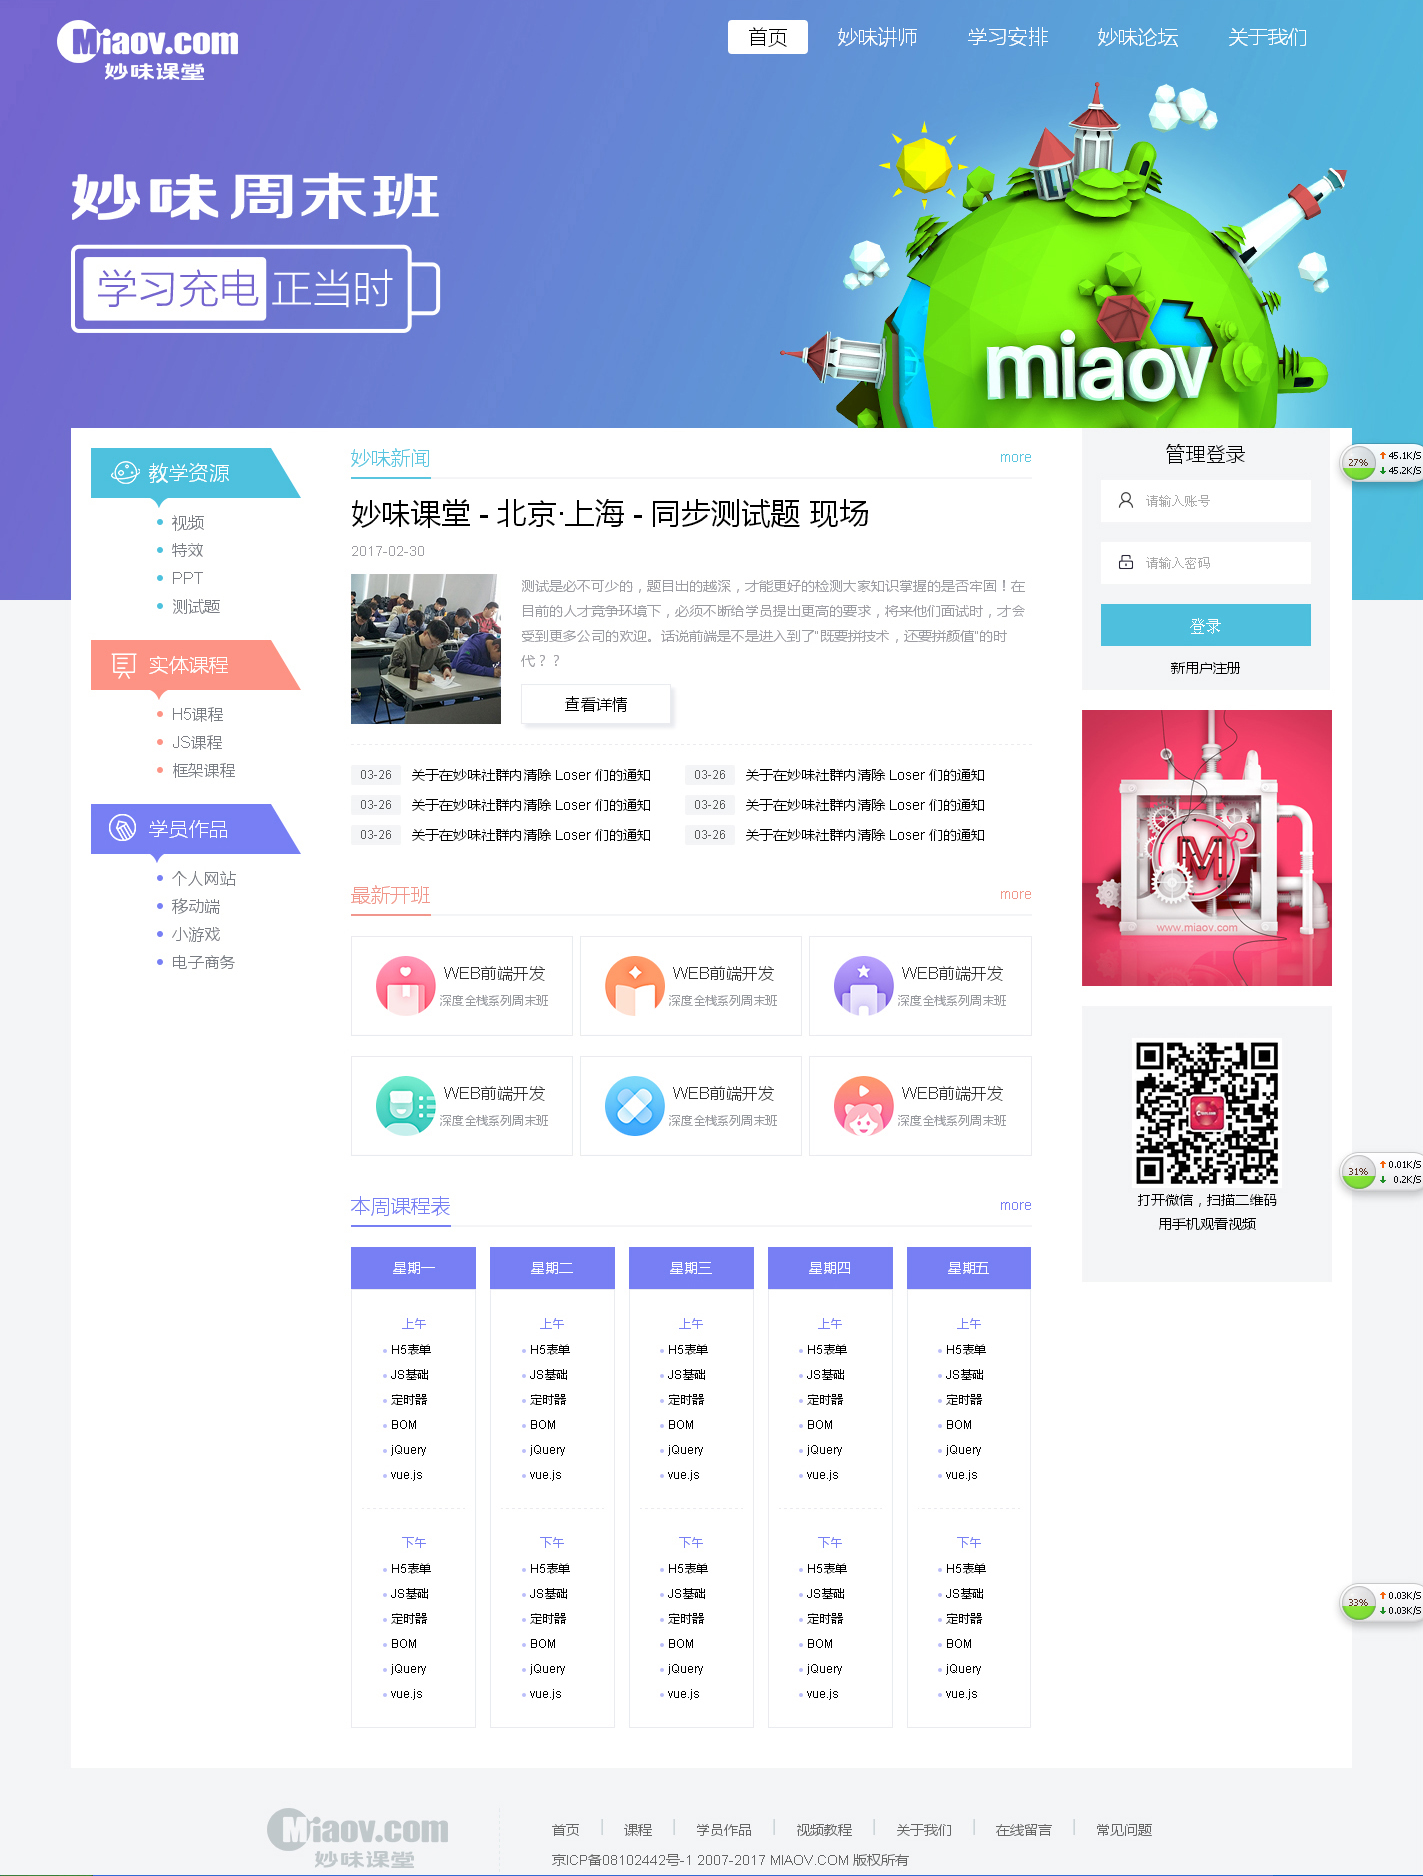 Miaov.com
妙味课堂
首页 妙味讲师 学习安排 妙味论坛 关于我们
妙味周末班
学习充电 正当时
miaov
教学资源
视频
特效
PPT
测试题
实体课程
H5课程
JS课程
框架课程
学员作品
个人网站
移动端
小游戏
电子商务
妙味新闻 more
妙味课堂 - 北京·上海 - 同步测试题 现场
2017-02-30
测试是必不可少的，题目出的越深，才能更好的检测大家知识掌握的是否牢固！在
目前的人才竞争环境下，必须不断给学员提出更高的要求，将来他们面试时，才会
受到更多公司的欢迎。话说前端是不是进入到了"既要拼技术，还要拼颜值"的时
代？？
查看详情
03-26 关于在妙味社群内清除 Loser 们的通知 03-26 关于在妙味社群内清除 Loser 们的通知
03-26 关于在妙味社群内清除 Loser 们的通知 03-26 关于在妙味社群内清除 Loser 们的通知
03-26 关于在妙味社群内清除 Loser 们的通知 03-26 关于在妙味社群内清除 Loser 们的通知
最新开班 more
WEB前端开发 WEB前端开发 WEB前端开发
深度全栈系列周末班 深度全栈系列周末班 深度全栈系列周末班
WEB前端开发 WEB前端开发 WEB前端开发
深度全栈系列周末班 深度全栈系列周末班 深度全栈系列周末班
本周课程表 more
星期一 星期二 星期三 星期四 星期五
上午 上午 上午 上午 上午
H5表单 H5表单 H5表单 H5表单 H5表单
JS基础 JS基础 JS基础 JS基础 JS基础
定时器 定时器 定时器 定时器 定时器
BOM BOM BOM BOM BOM
jQuery jQuery jQuery jQuery jQuery
vue.js vue.js vue.js vue.js vue.js
下午 下午 下午 下午 下午
H5表单 H5表单 H5表单 H5表单 H5表单
JS基础 JS基础 JS基础 JS基础 JS基础
定时器 定时器 定时器 定时器 定时器
BOM BOM BOM BOM BOM
jQuery jQuery jQuery jQuery jQuery
vue.js vue.js vue.js vue.js vue.js
管理登录
请输入账号
请输入密码
登录
新用户注册
M
www.miaov.com
打开微信，扫描二维码
用手机观看视频
27% 45.1K/S
45.2K/S
31% 0.01K/S
0.2K/S
33% 0.03K/S
0.03K/S
Miaov.com
妙味课堂
首页 课程 学员作品 视频教程 关于我们 在线留言 常见问题
京ICP备08102442号-1 2007-2017 MIAOV.COM 版权所有